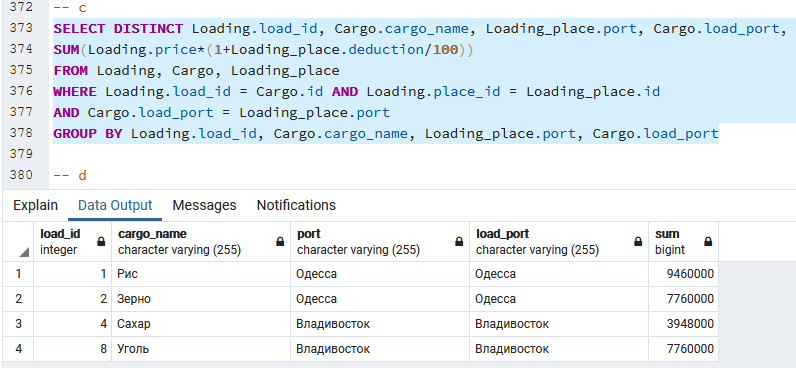 372 -- c
373 SELECT DISTINCT Loading.load_id, Cargo.cargo_name, Loading_place.port, Cargo.load_port,
374 SUM(Loading.price*(1+Loading_place.deduction/100))
375 FROM Loading, Cargo, Loading_place
376 WHERE Loading.load_id = Cargo.id AND Loading.place_id = Loading_place.id
377 AND Cargo.load_port = Loading_place.port
378 GROUP BY Loading.load_id, Cargo.cargo_name, Loading_place.port, Cargo.load_port
379
380 -- d
Explain Data Output Messages Notifications
load_id cargo_name port load_port sum
integer character varying (255) character varying (255) character varying (255) bigint
1 1 Рис Одесса Одесса 9460000
2 2 Зерно Одесса Одесса 7760000
3 4 Сахар Владивосток Владивосток 3948000
4 8 Уголь Владивосток Владивосток 7760000